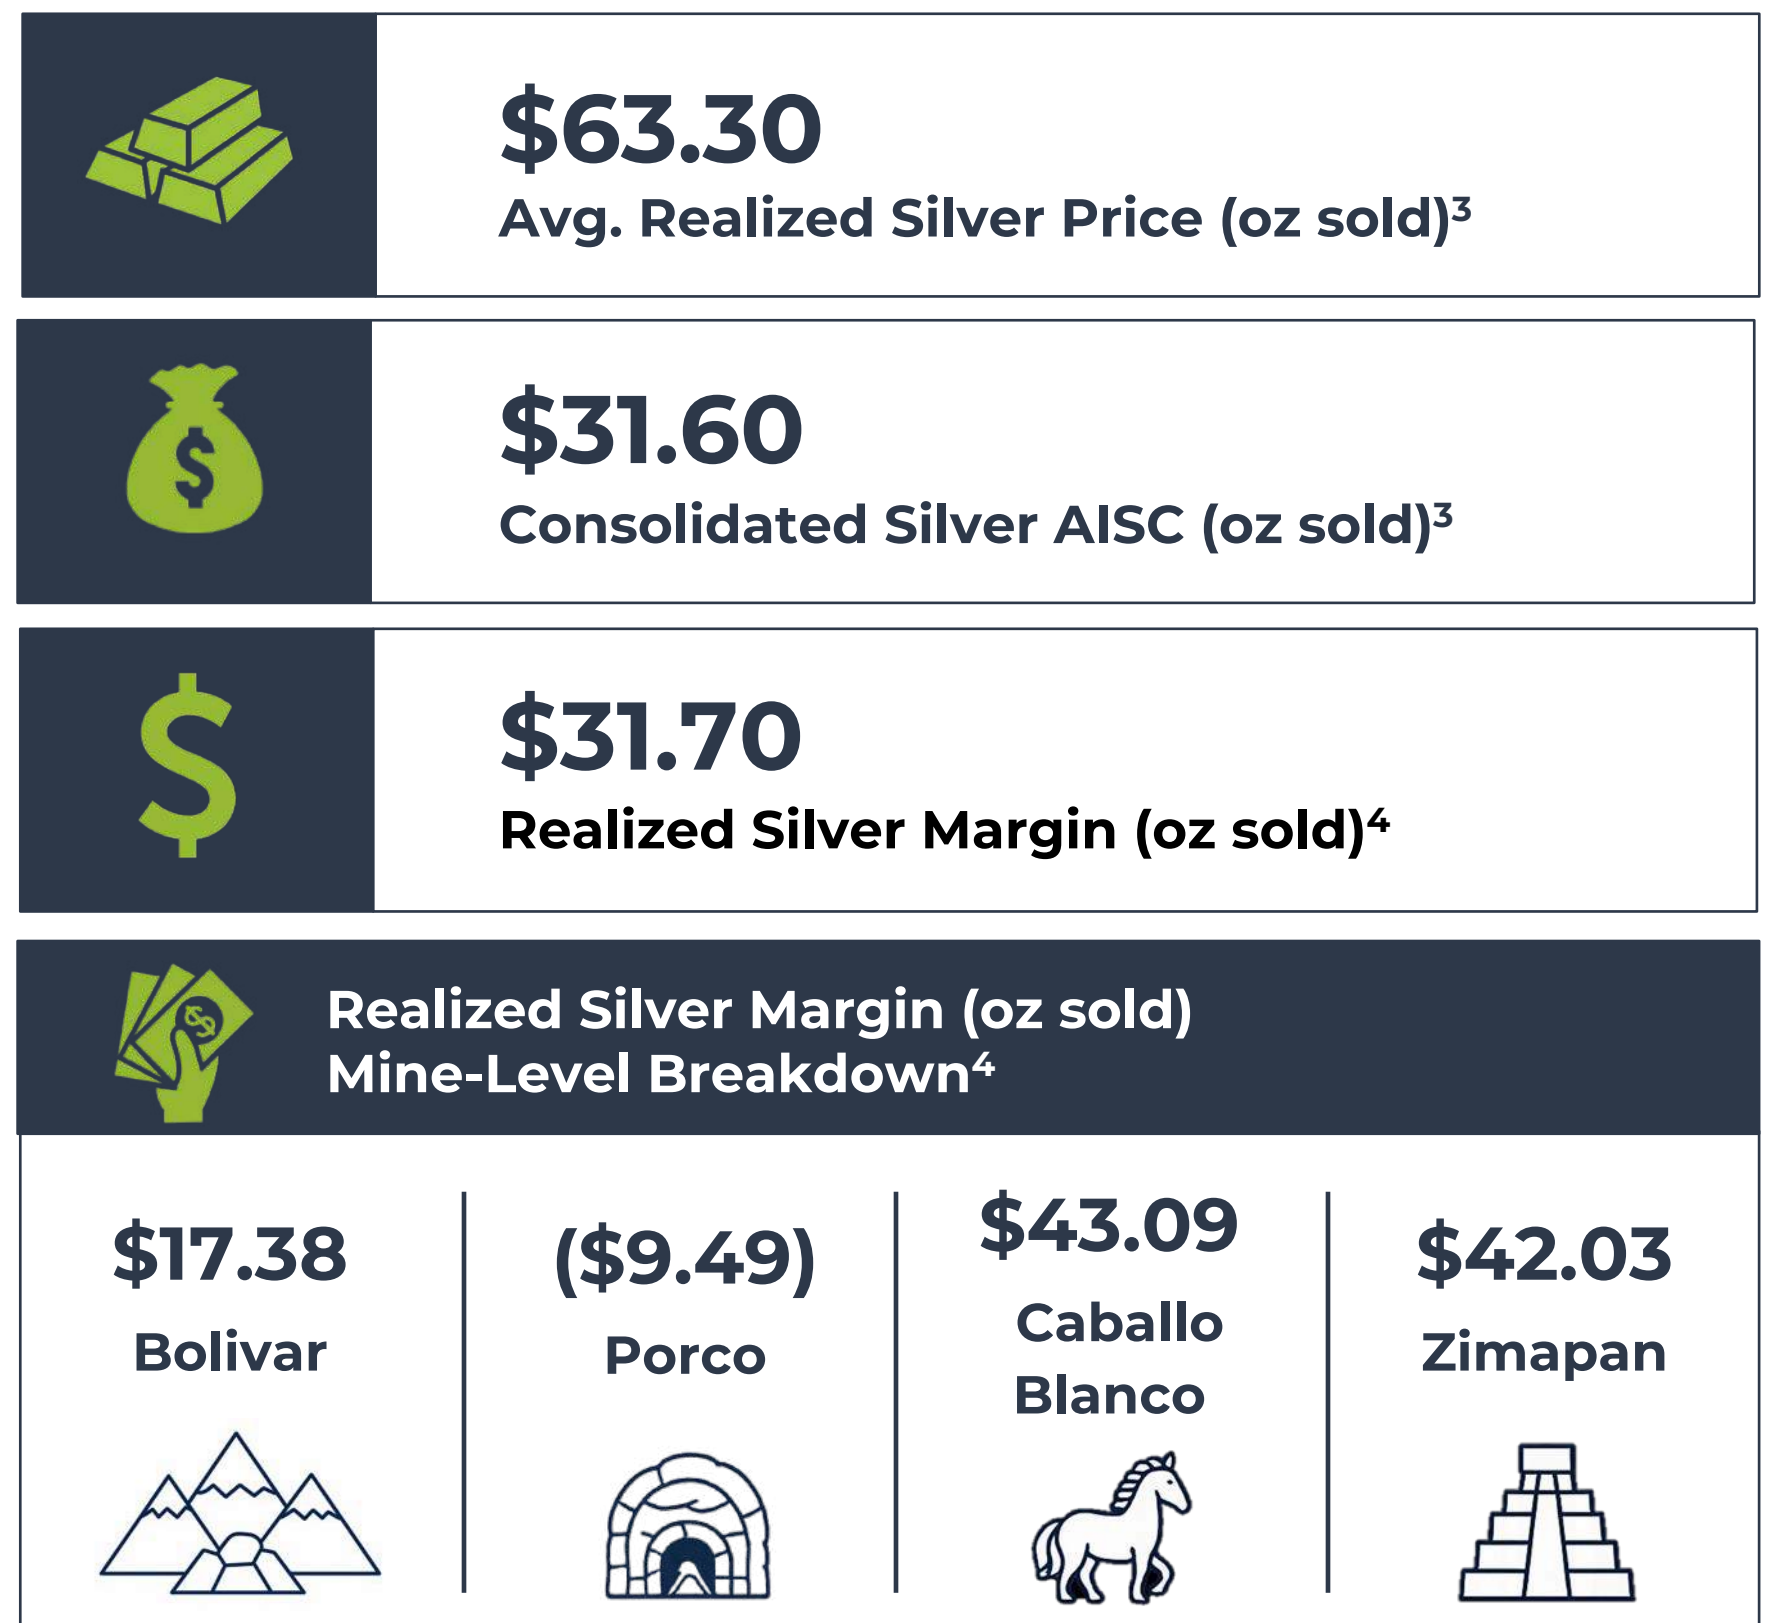 $63.30
Avg. Realized Silver Price (oz sold)³
$
$31.60
Consolidated Silver AISC (oz sold)³
$
$31.70
Realized Silver Margin (oz sold)⁴
$
Realized Silver Margin (oz sold)
Mine-Level Breakdown⁴
$17.38
Bolivar
($9.49)
Porco
$43.09
Caballo
Blanco
$42.03
Zimapan